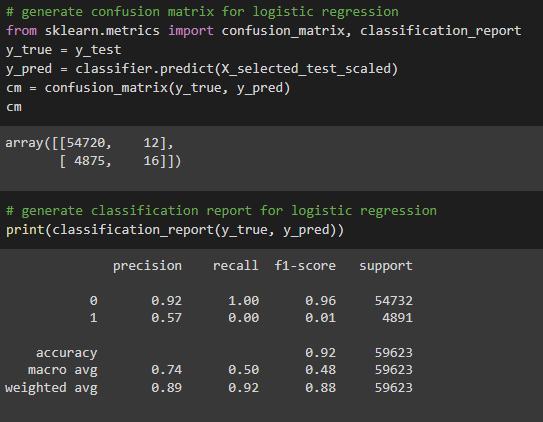 # generate confusion matrix for logistic regression
from sklearn.metrics import confusion_matrix, classification_report
y_true = y_test
y_pred = classifier.predict(X_selected_test_scaled)
cm = confusion_matrix(y_true, y_pred)
cm
array([[54720,    12],
       [ 4875,    16]])
# generate classification report for logistic regression
print(classification_report(y_true, y_pred))
              precision    recall  f1-score   support
           0       0.92      1.00      0.96     54732
           1       0.57      0.00      0.01      4891
    accuracy                           0.92     59623
   macro avg       0.74      0.50      0.48     59623
weighted avg       0.89      0.92      0.88     59623